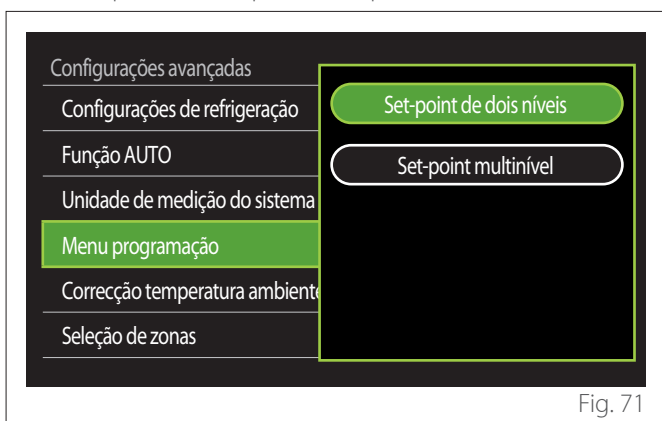 Configurações avançadas
Configurações de refrigeração
Função AUTO
Unidade de medição do sistema
Menu programação
Correcção temperatura ambiente
Seleção de zonas
Set-point de dois níveis
Set-point multinível
Fig. 71